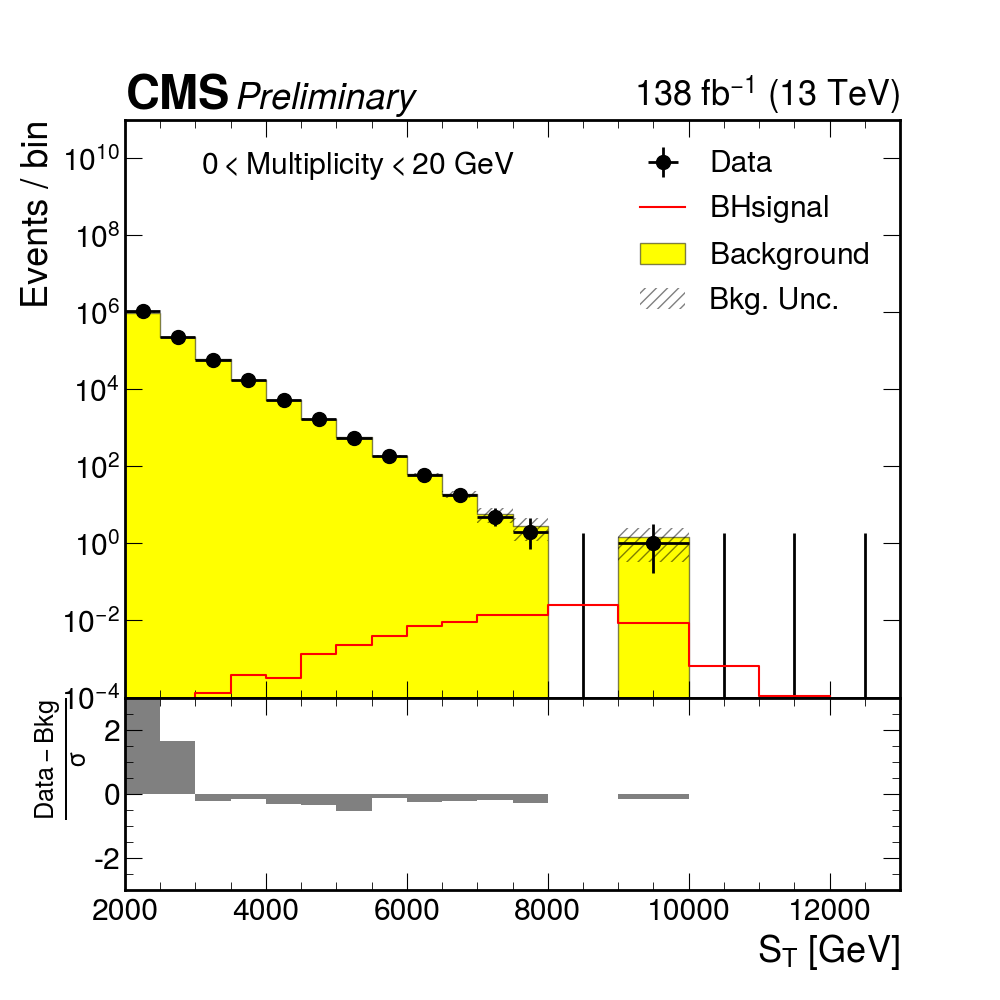 CMS Preliminary 138 fb⁻¹ (13 TeV)
Events / bin
0 < Multiplicity < 20 GeV
Data
BHsignal
Background
Bkg. Unc.
10¹⁰
10⁸
10⁶
10⁴
10²
10⁰
10⁻²
10⁻⁴
Data − Bkg
σ
2
0
-2
2000 4000 6000 8000 10000 12000
S_T [GeV]